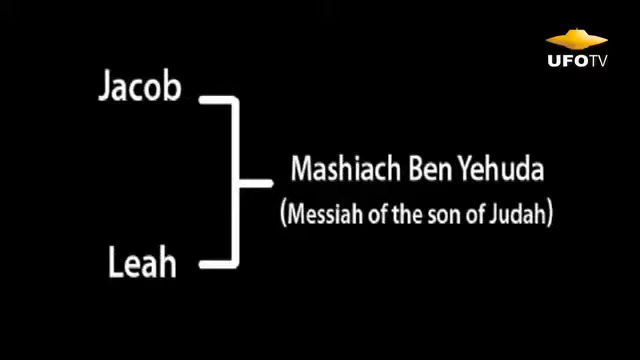 UFOTV
Jacob
Mashiach Ben Yehuda
(Messiah of the son of Judah)
Leah